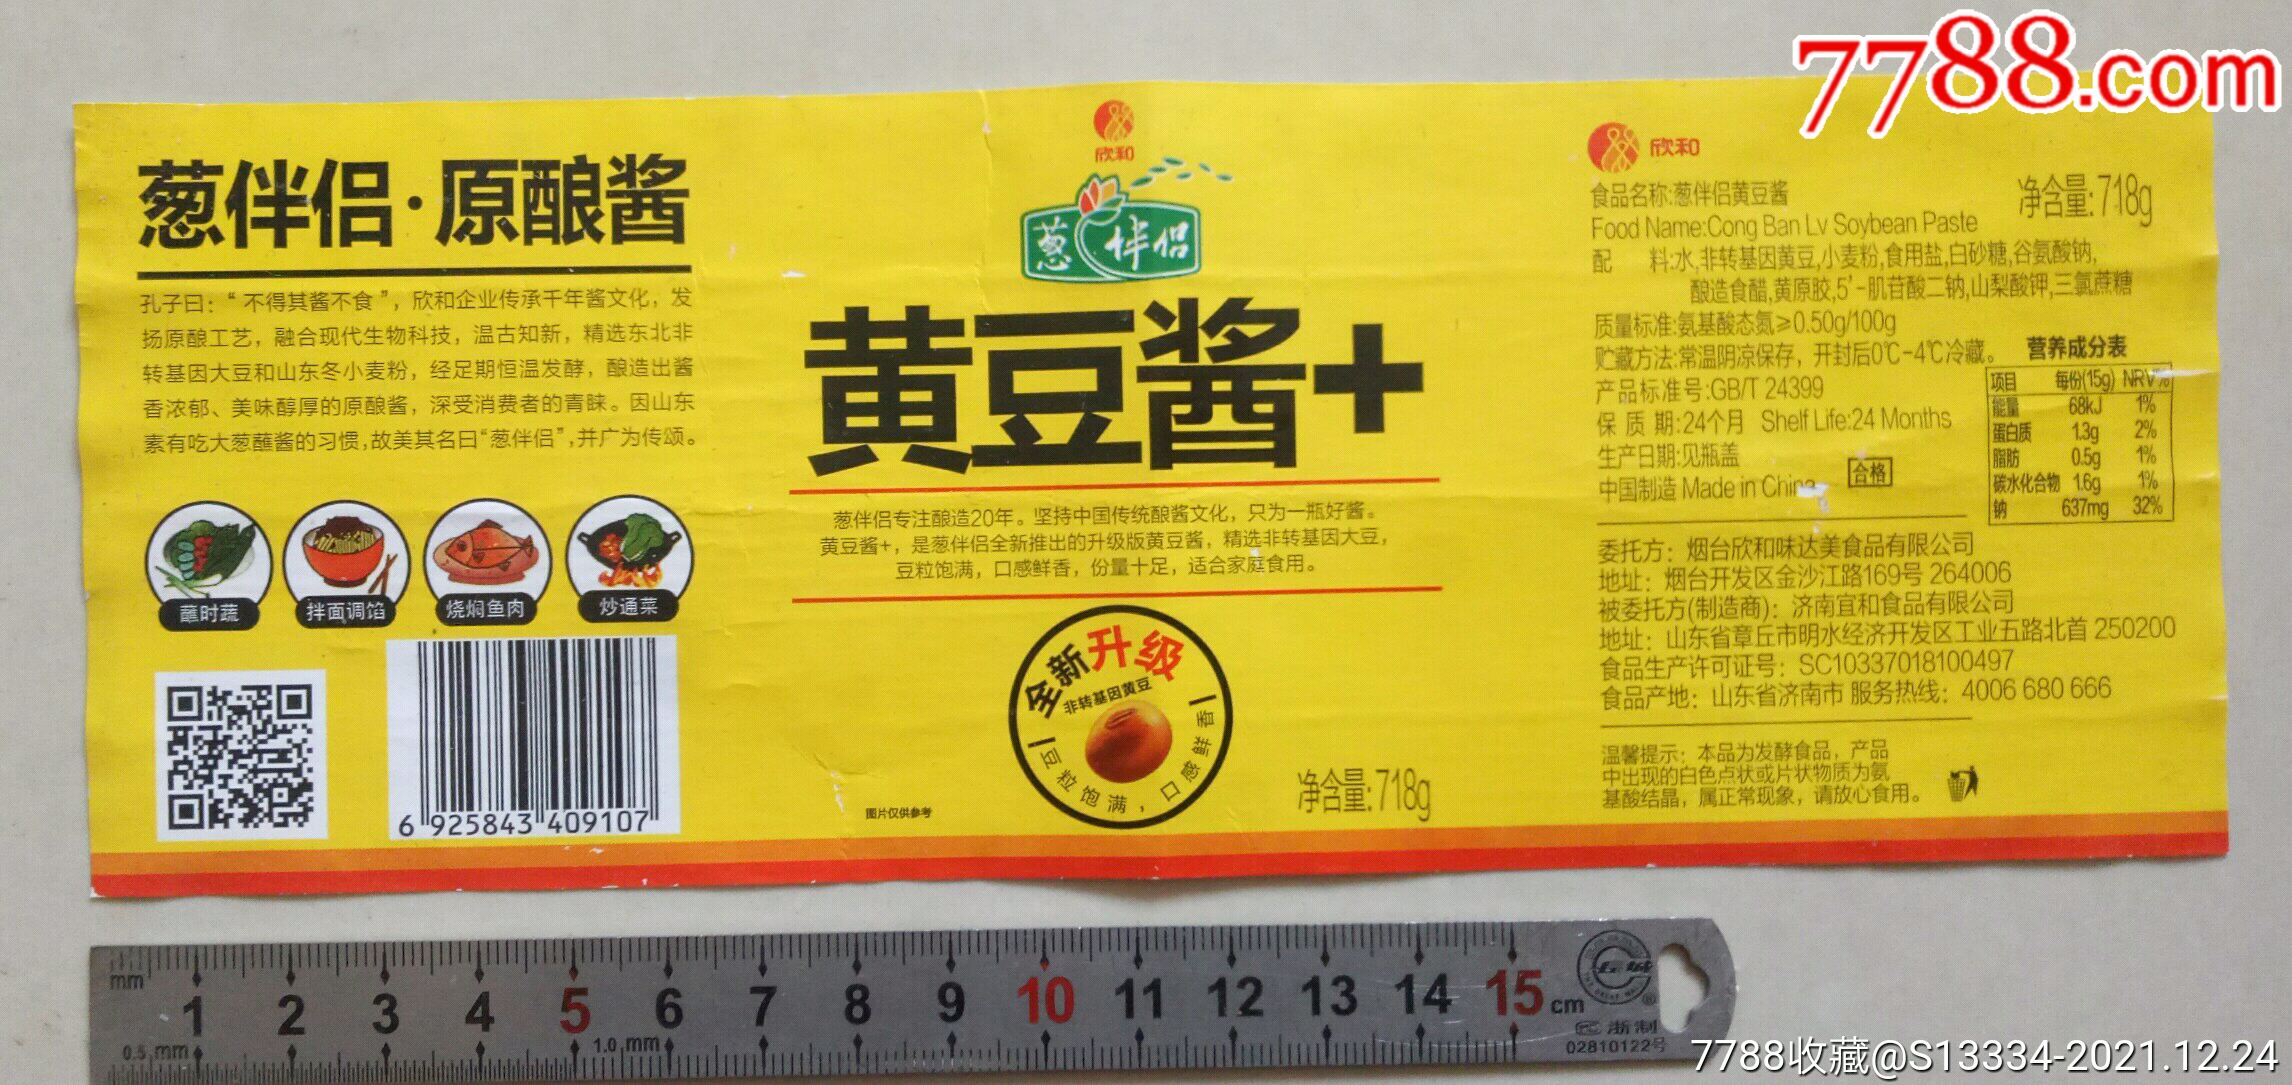 7788.com
葱伴侣·原酿酱
孔子曰：“不得其酱不食”，欣和企业传承千年酱文化，发
扬原酿工艺，融合现代生物科技，温古知新，精选东北非
转基因大豆和山东冬小麦粉，经足期恒温发酵，酿造出酱
香浓郁、美味醇厚的原酿酱，深受消费者的青睐。因山东
素有吃大葱蘸酱的习惯，故美其名曰“葱伴侣”，并广为传颂。
蘸时蔬
拌面调馅
烧焖鱼肉
炒通菜
6 925843 409107
欣和
葱伴侣
黄豆酱+
葱伴侣专注酿造20年。坚持中国传统酿酱文化，只为一瓶好酱。
黄豆酱+，是葱伴侣全新推出的升级版黄豆酱，精选非转基因大豆，
豆粒饱满，口感鲜香，份量十足，适合家庭食用。
全新升级
非转基因黄豆
豆粒饱满，口感鲜香
图片仅供参考
净含量:718g
欣和
食品名称:葱伴侣黄豆酱
净含量:718g
Food Name:Cong Ban Lv Soybean Paste
配 料:水,非转基因黄豆,小麦粉,食用盐,白砂糖,谷氨酸钠,
酿造食醋,黄原胶,5'-肌苷酸二钠,山梨酸钾,三氯蔗糖
质量标准:氨基酸态氮≥0.50g/100g
贮藏方法:常温阴凉保存，开封后0℃-4℃冷藏。
产品标准号:GB/T 24399
保 质 期:24个月 Shelf Life:24 Months
生产日期:见瓶盖
中国制造 Made in China
合格
营养成分表
项目 每份(15g) NRV%
能量 68kJ 1%
蛋白质 1.3g 2%
脂肪 0.5g 1%
碳水化合物 1.6g 1%
钠 637mg 32%
委托方：烟台欣和味达美食品有限公司
地址：烟台开发区金沙江路169号 264006
被委托方(制造商)：济南宜和食品有限公司
地址：山东省章丘市明水经济开发区工业五路北首 250200
食品生产许可证号：SC10337018100497
食品产地：山东省济南市 服务热线：4006 680 666
温馨提示：本品为发酵食品，产品
中出现的白色点状或片状物质为氨
基酸结晶，属正常现象，请放心食用。
mm
1 2 3 4 5 6 7 8 9 10 11 12 13 14 15 cm
0.5 mm
1.0 mm
浙制
02810122号
7788收藏@S13334-2021.12.24